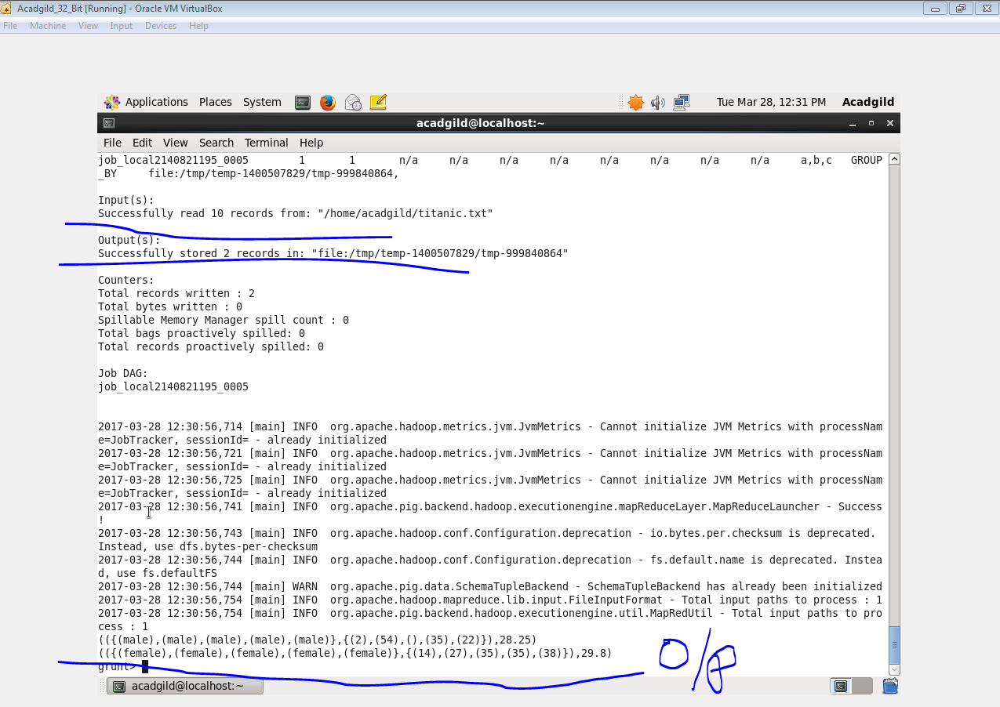 Acadgild_32_Bit [Running] - Oracle VM VirtualBox
File Machine View Input Devices Help
Applications Places System Tue Mar 28, 12:31 PM Acadgild
acadgild@localhost:~
File Edit View Search Terminal Help
job_local2140821195_0005 1 1 n/a n/a n/a n/a n/a n/a n/a n/a a,b,c GROUP
_BY file:/tmp/temp-1400507829/tmp-999840864,
Input(s):
Successfully read 10 records from: "/home/acadgild/titanic.txt"
Output(s):
Successfully stored 2 records in: "file:/tmp/temp-1400507829/tmp-999840864"
Counters:
Total records written : 2
Total bytes written : 0
Spillable Memory Manager spill count : 0
Total bags proactively spilled: 0
Total records proactively spilled: 0
Job DAG:
job_local2140821195_0005
2017-03-28 12:30:56,714 [main] INFO org.apache.hadoop.metrics.jvm.JvmMetrics - Cannot initialize JVM Metrics with processNam
e=JobTracker, sessionId= - already initialized
2017-03-28 12:30:56,721 [main] INFO org.apache.hadoop.metrics.jvm.JvmMetrics - Cannot initialize JVM Metrics with processNam
e=JobTracker, sessionId= - already initialized
2017-03-28 12:30:56,725 [main] INFO org.apache.hadoop.metrics.jvm.JvmMetrics - Cannot initialize JVM Metrics with processNam
e=JobTracker, sessionId= - already initialized
2017-03-28 12:30:56,741 [main] INFO org.apache.pig.backend.hadoop.executionengine.mapReduceLayer.MapReduceLauncher - Success
!
2017-03-28 12:30:56,743 [main] INFO org.apache.hadoop.conf.Configuration.deprecation - io.bytes.per.checksum is deprecated.
Instead, use dfs.bytes-per-checksum
2017-03-28 12:30:56,744 [main] INFO org.apache.hadoop.conf.Configuration.deprecation - fs.default.name is deprecated. Instea
d, use fs.defaultFS
2017-03-28 12:30:56,744 [main] WARN org.apache.pig.data.SchemaTupleBackend - SchemaTupleBackend has already been initialized
2017-03-28 12:30:56,754 [main] INFO org.apache.hadoop.mapreduce.lib.input.FileInputFormat - Total input paths to process : 1
2017-03-28 12:30:56,754 [main] INFO org.apache.pig.backend.hadoop.executionengine.util.MapRedUtil - Total input paths to pro
cess : 1
(({(male),(male),(male),(male),(male)},{(2),(54),(),(35),(22)}),28.25)
(({(female),(female),(female),(female),(female)},{(14),(27),(35),(35),(38)}),29.8)
O/P
grunt>
acadgild@localhost:~